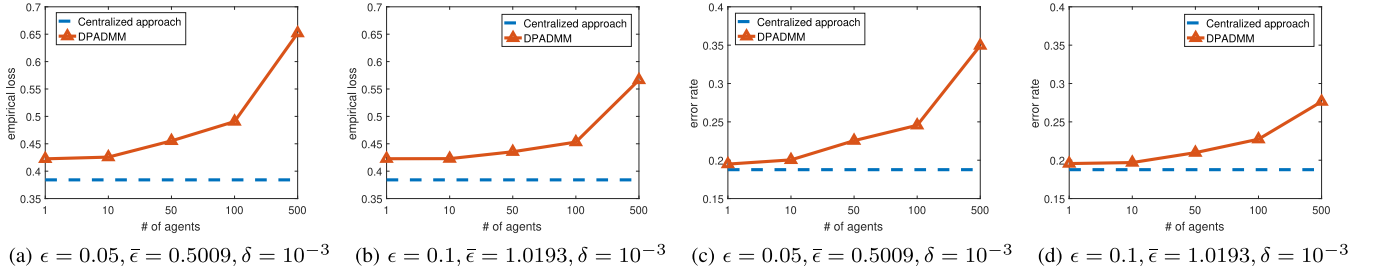 0.7
0.65
0.6
0.55
0.5
0.45
0.4
0.35
empirical loss
Centralized approach
DPADMM
1 10 50 100 500
# of agents
(a) ϵ = 0.05, ϵ̄ = 0.5009, δ = 10⁻³
0.7
0.65
0.6
0.55
0.5
0.45
0.4
0.35
empirical loss
Centralized approach
DPADMM
1 10 50 100 500
# of agents
(b) ϵ = 0.1, ϵ̄ = 1.0193, δ = 10⁻³
0.4
0.35
0.3
0.25
0.2
0.15
error rate
Centralized approach
DPADMM
1 10 50 100 500
# of agents
(c) ϵ = 0.05, ϵ̄ = 0.5009, δ = 10⁻³
0.4
0.35
0.3
0.25
0.2
0.15
error rate
Centralized approach
DPADMM
1 10 50 100 500
# of agents
(d) ϵ = 0.1, ϵ̄ = 1.0193, δ = 10⁻³